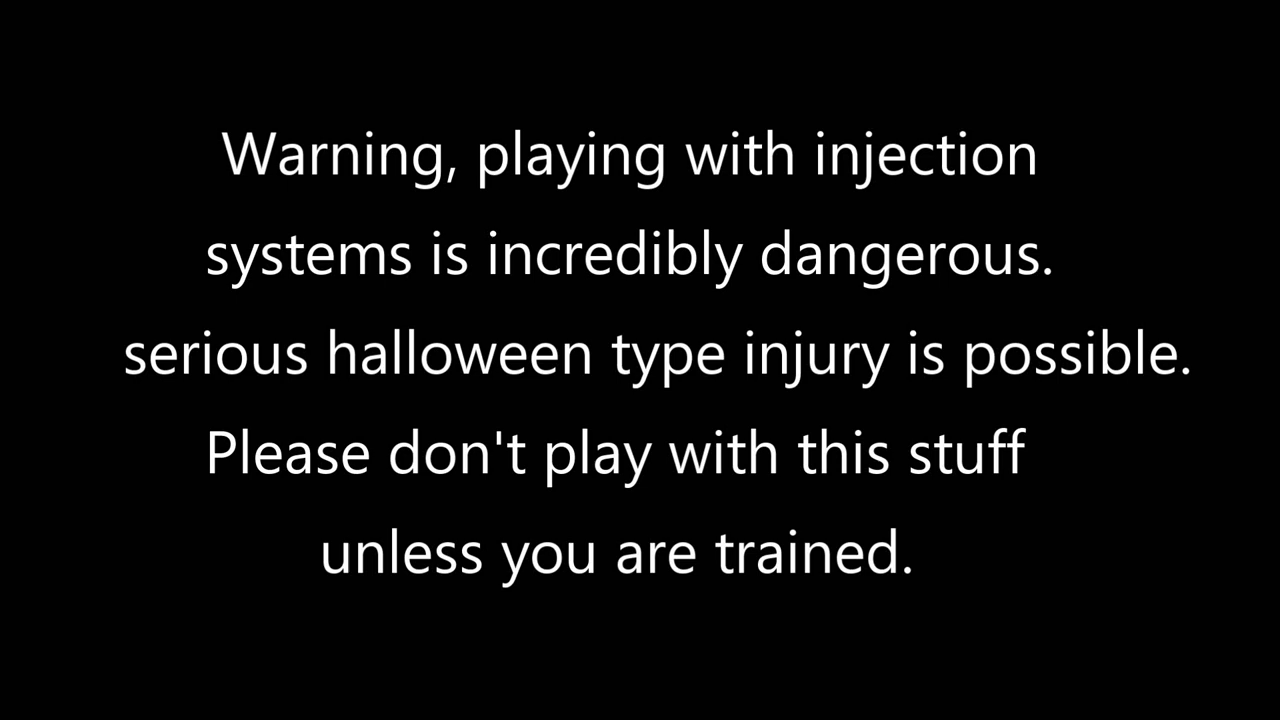 Warning, playing with injection
systems is incredibly dangerous.
serious halloween type injury is possible.
Please don't play with this stuff
unless you are trained.